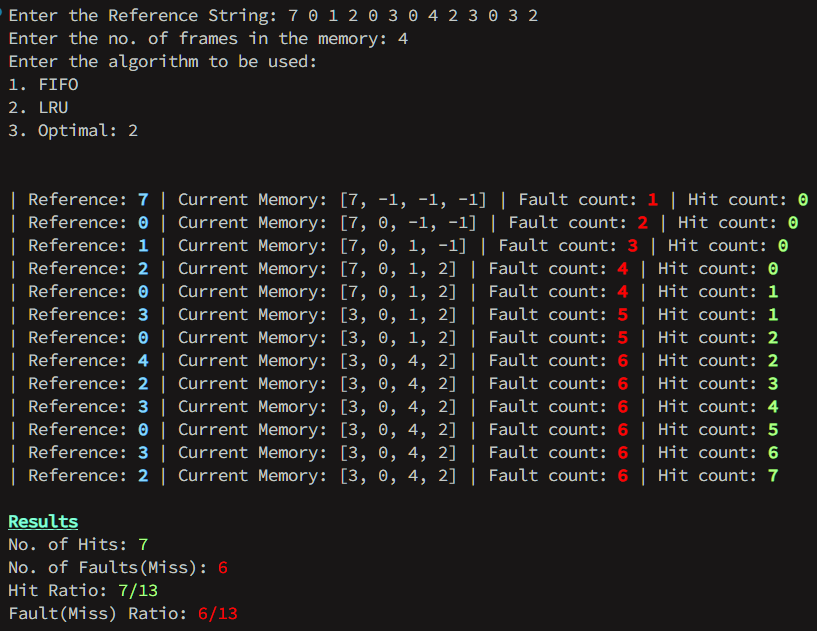 Enter the Reference String: 7 0 1 2 0 3 0 4 2 3 0 3 2
Enter the no. of frames in the memory: 4
Enter the algorithm to be used:
1. FIFO
2. LRU
3. Optimal: 2
| Reference: 7 | Current Memory: [7, -1, -1, -1] | Fault count: 1 | Hit count: 0
| Reference: 0 | Current Memory: [7, 0, -1, -1] | Fault count: 2 | Hit count: 0
| Reference: 1 | Current Memory: [7, 0, 1, -1] | Fault count: 3 | Hit count: 0
| Reference: 2 | Current Memory: [7, 0, 1, 2] | Fault count: 4 | Hit count: 0
| Reference: 0 | Current Memory: [7, 0, 1, 2] | Fault count: 4 | Hit count: 1
| Reference: 3 | Current Memory: [3, 0, 1, 2] | Fault count: 5 | Hit count: 1
| Reference: 0 | Current Memory: [3, 0, 1, 2] | Fault count: 5 | Hit count: 2
| Reference: 4 | Current Memory: [3, 0, 4, 2] | Fault count: 6 | Hit count: 2
| Reference: 2 | Current Memory: [3, 0, 4, 2] | Fault count: 6 | Hit count: 3
| Reference: 3 | Current Memory: [3, 0, 4, 2] | Fault count: 6 | Hit count: 4
| Reference: 0 | Current Memory: [3, 0, 4, 2] | Fault count: 6 | Hit count: 5
| Reference: 3 | Current Memory: [3, 0, 4, 2] | Fault count: 6 | Hit count: 6
| Reference: 2 | Current Memory: [3, 0, 4, 2] | Fault count: 6 | Hit count: 7
Results
No. of Hits: 7
No. of Faults(Miss): 6
Hit Ratio: 7/13
Fault(Miss) Ratio: 6/13